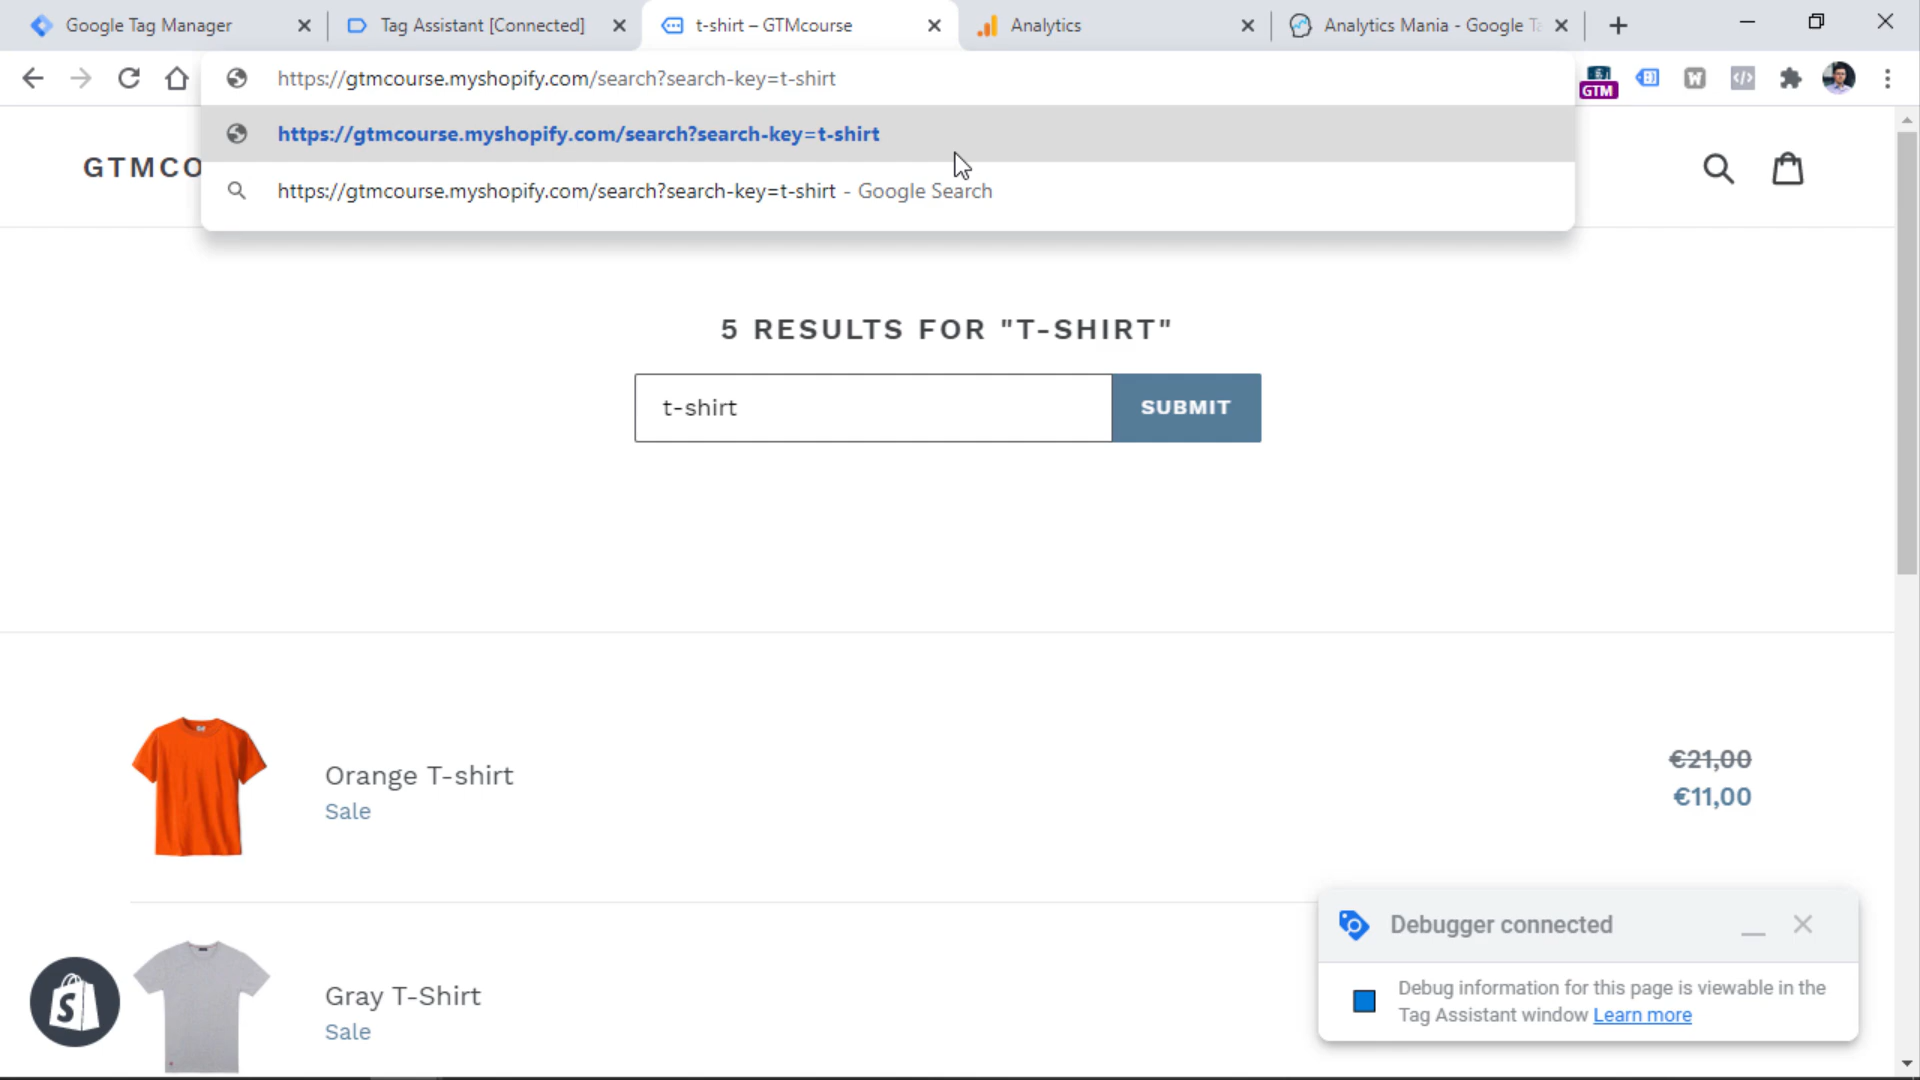 Google Tag Manager
Tag Assistant [Connected]
t-shirt – GTMcourse
Analytics
Analytics Mania - Google T
https://gtmcourse.myshopify.com/search?search-key=t-shirt
GTM
W
https://gtmcourse.myshopify.com/search?search-key=t-shirt
https://gtmcourse.myshopify.com/search?search-key=t-shirt - Google Search
GTMCO
5 RESULTS FOR "T-SHIRT"
t-shirt
SUBMIT
Orange T-shirt
Sale
€21,00
€11,00
Gray T-Shirt
Sale
Debugger connected
Debug information for this page is viewable in the
Tag Assistant window Learn more